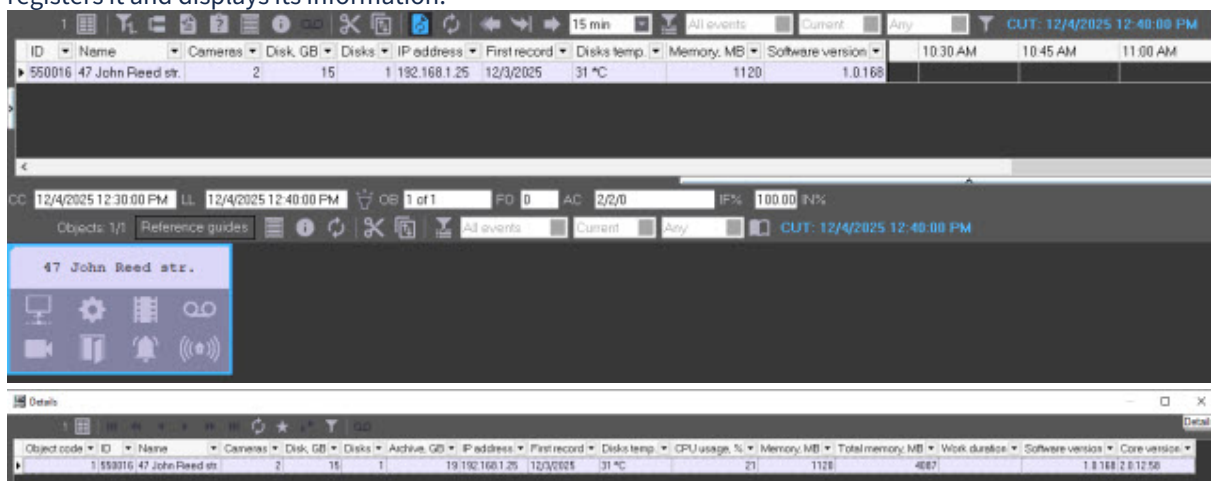 registers it and displays its information.
1 15 min All events Current Any CUT: 12/4/2025 12:40:00 PM
ID Name Cameras Disk, GB Disks IP address First record Disks temp. Memory, MB Software version 10:30 AM 10:45 AM 11:00 AM
550016 47 John Reed str. 2 15 1 192.168.1.25 12/3/2025 31 °C 1120 1.0.168
CC 12/4/2025 12:30:00 PM LL 12/4/2025 12:40:00 PM OB 1 of 1 FO 0 AC 2/2/0 IF% 100.00 IN%
Objects: 1/1 Reference guides All events Current Any CUT: 12/4/2025 12:40:00 PM
47 John Reed str.
Details
1
Detail
Object code ID Name Cameras Disk, GB Disks Archive, GB IP address First record Disks temp. CPU usage, % Memory, MB Total memory, MB Work duration Software version Core version
1 550016 47 John Reed str. 2 15 1 19 192.168.1.25 12/3/2025 31 °C 21 1120 4087 1.0.168 2.0.12.58